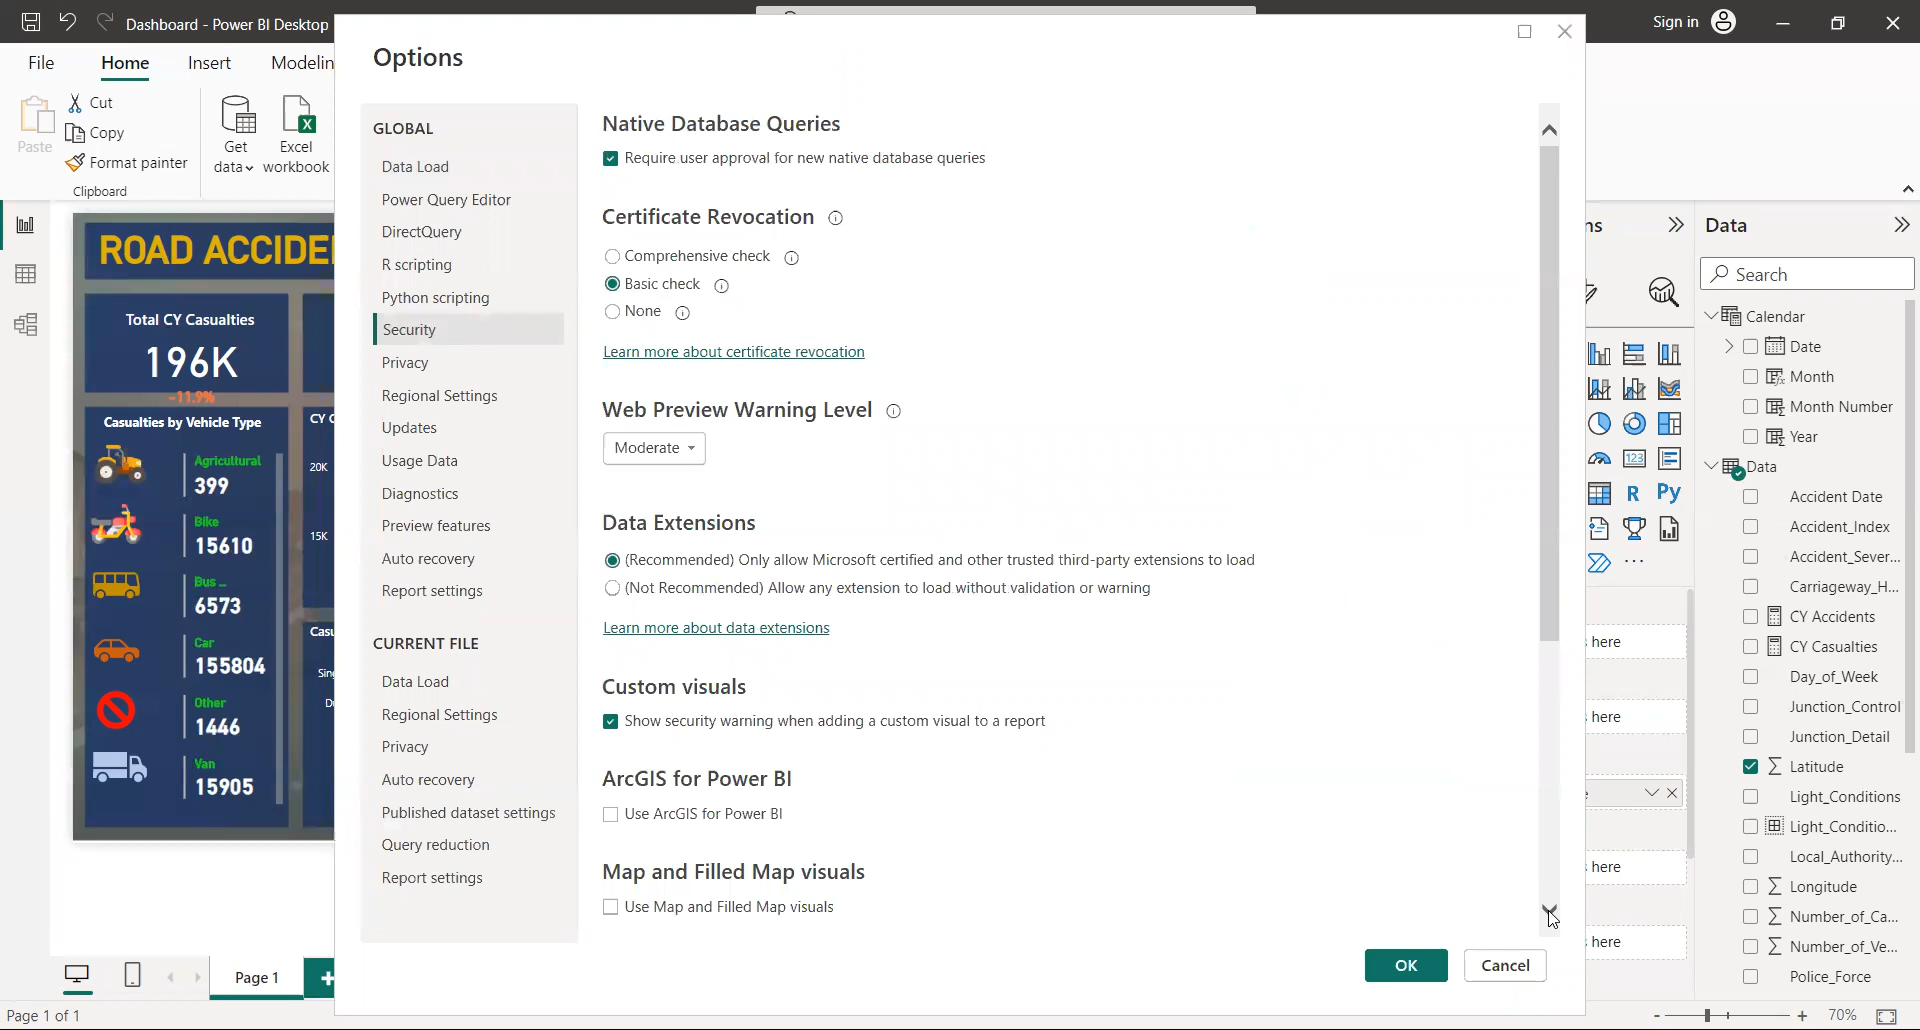 Dashboard - Power BI Desktop
Sign in
File
Home
Insert
Modelin
Paste
Cut
Copy
Format painter
Clipboard
Get data
Excel workbook
Options
GLOBAL
Data Load
Power Query Editor
DirectQuery
R scripting
Python scripting
Security
Privacy
Regional Settings
Updates
Usage Data
Diagnostics
Preview features
Auto recovery
Report settings
CURRENT FILE
Data Load
Regional Settings
Privacy
Auto recovery
Published dataset settings
Query reduction
Report settings
Native Database Queries
Require user approval for new native database queries
Certificate Revocation
Comprehensive check
Basic check
None
Learn more about certificate revocation
Web Preview Warning Level
Moderate
Data Extensions
(Recommended) Only allow Microsoft certified and other trusted third-party extensions to load
(Not Recommended) Allow any extension to load without validation or warning
Learn more about data extensions
Custom visuals
Show security warning when adding a custom visual to a report
ArcGIS for Power BI
Use ArcGIS for Power BI
Map and Filled Map visuals
Use Map and Filled Map visuals
OK
Cancel
ROAD ACCIDE
Total CY Casualties
196K
-11.9%
Casualties by Vehicle Type
Agricultural
399
Bike
15610
Bus ...
6573
Car
155804
Other
1446
Van
15905
CY C
20K
15K
Casu
Sin
D
ns
123
R
Py
...
here
here
e
here
here
Data
Search
Calendar
Date
Month
Month Number
Year
Data
Accident Date
Accident_Index
Accident_Sever...
Carriageway_H...
CY Accidents
CY Casualties
Day_of_Week
Junction_Control
Junction_Detail
Latitude
Light_Conditions
Light_Conditio...
Local_Authority...
Longitude
Number_of_Ca...
Number_of_Ve...
Police_Force
Page 1
Page 1 of 1
70%